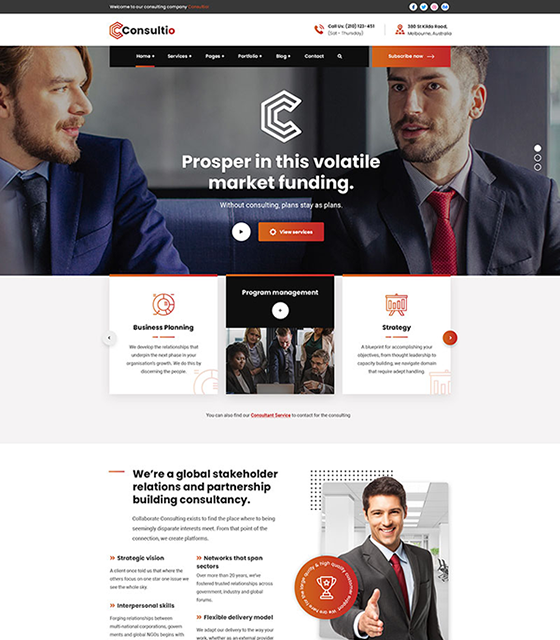 Welcome to our consulting company Consultio
Consultio
Call Us: (210) 123-451
(Sat - Thursday)
380 St Kilda Road,
Melbourne, Australia
Home + Services + Pages + Portfolio + Blog + Contact
Subscribe now
Prosper in this volatile
market funding.
Without consulting, plans stay as plans.
View services
Business Planning
We develop the relationships that
underpin the next phase in your
organisation's growth. We do this by
discerning the people.
Program management
+
Strategy
A blueprint for accomplishing your
objectives, from thought leadership to
capacity building, we navigate domain
that require adept handling.
You can also find our Consultant Service to contact for the consulting
We're a global stakeholder
relations and partnership
building consultancy.
Collaborate Consulting exists to find the place where to being
seemingly disparate interests meet. From that point of the
connection, we create platforms.
Strategic vision
A client once told us that where the
others focus on one star one issue we
see the whole sky.
Networks that span
sectors
Over more than 20 years, we've
fostered trusted relationships across
government, industry and global
forums.
Interpersonal skills
Forging relationships between
multi-national corporations, govern-
ments and global NGOs begins with
Flexible delivery model
We adapt our delivery to the way your
work, whether as an external provider